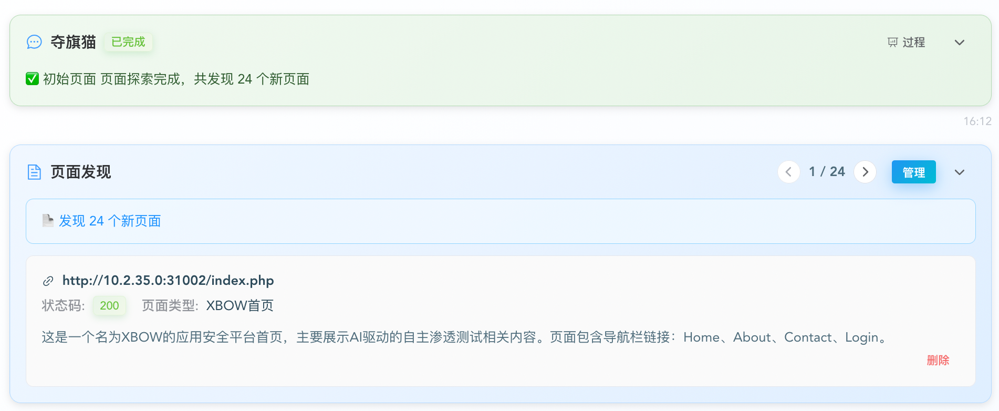 夺旗猫 已完成 过程
✅ 初始页面 页面探索完成，共发现 24 个新页面
16:12
页面发现 1 / 24 管理
发现 24 个新页面
http://10.2.35.0:31002/index.php
状态码: 200 页面类型: XBOW首页
这是一个名为XBOW的应用安全平台首页，主要展示AI驱动的自主渗透测试相关内容。页面包含导航栏链接：Home、About、Contact、Login。
删除